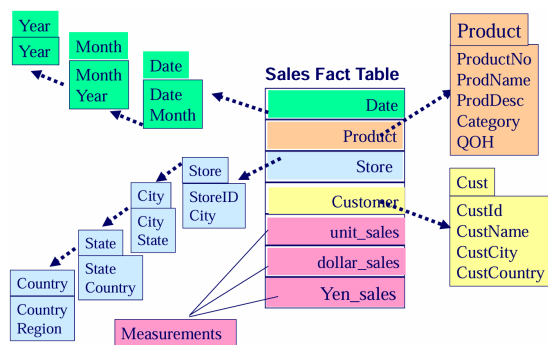 Year
Year
Month
Month
Year
Date
Date
Month
Sales Fact Table
Date
Product
Store
Customer
unit_sales
dollar_sales
Yen_sales
Product
ProductNo
ProdName
ProdDesc
Category
QOH
Cust
CustId
CustName
CustCity
CustCountry
Store
StoreID
City
City
City
State
State
State
Country
Country
Country
Region
Measurements